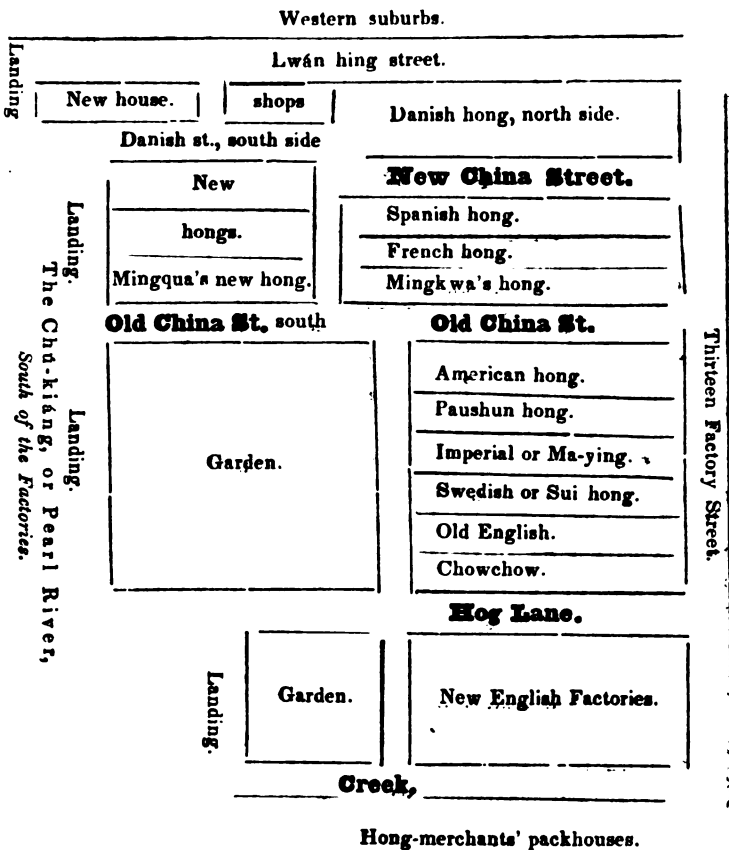 Western suburbs.
Lwán hing street.
Landing
New house.
shops
Danish hong, north side.
Danish st., south side
New China Street.
New
hongs.
Mingqua's new hong.
Spanish hong.
French hong.
Mingkwa's hong.
Landing.
Old China St. south
Old China St.
Garden.
American hong.
Paushun hong.
Imperial or Ma-ying.
Swedish or Sui hong.
Old English.
Chowchow.
Landing.
The Chú-kiáng, or Pearl River,
South of the Factories.
Thirteen Factory Street.
Hog Lane.
Landing.
Garden.
New English Factories.
Creek,
Hong-merchants' packhouses.